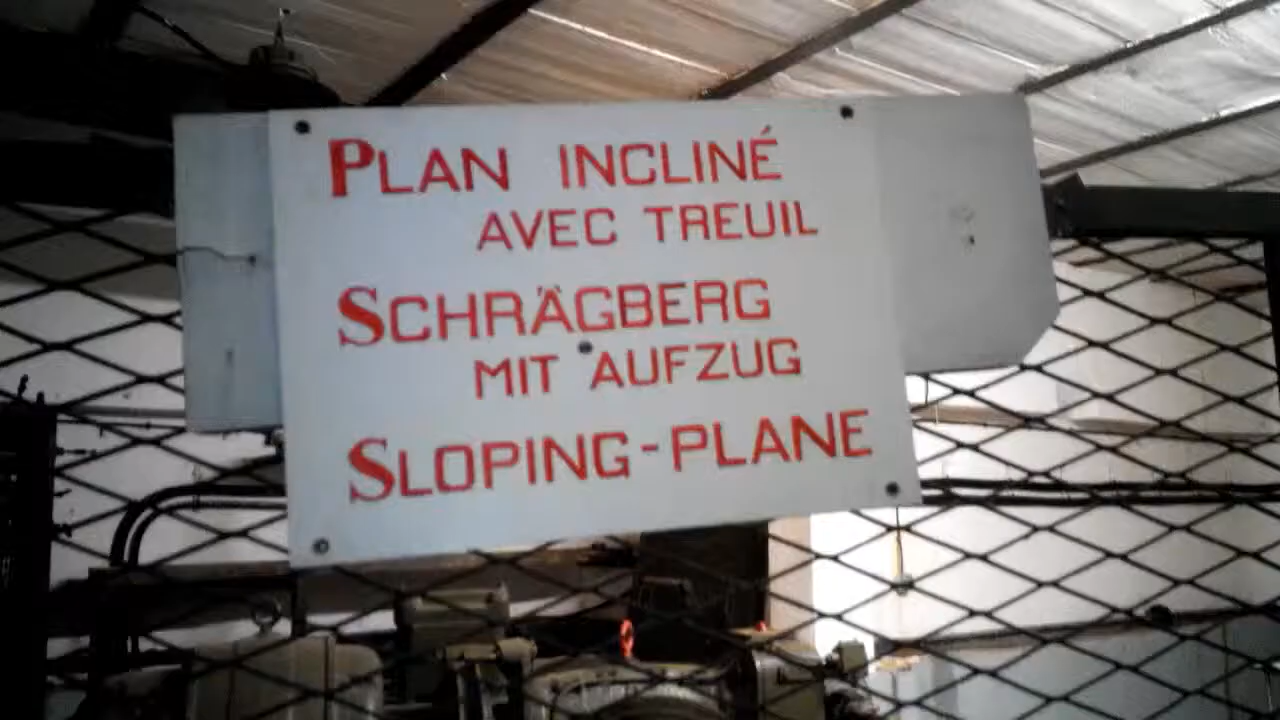 PLAN INCLINÉ
AVEC TREUIL
SCHRÄGBERG
MIT AUFZUG
SLOPING-PLANE